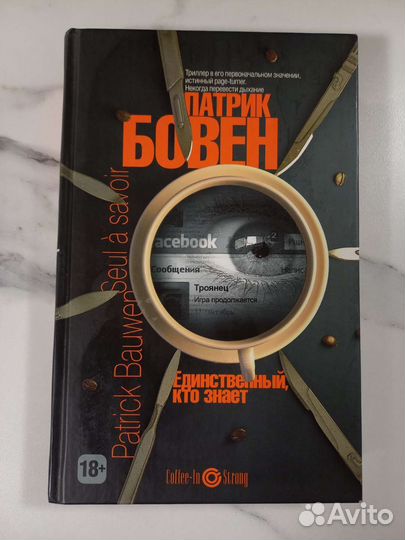 Триллер в его первоначальном значении,
истинный page-turner.
Некогда перевести дыхание
ПАТРИК
БОВЕН
Patrick Bauwen
Seul à savoir
facebook
Сообщения
Троянец
Игра продолжается
Единственный,
кто знает
18+
Coffee-In Strong
Avito